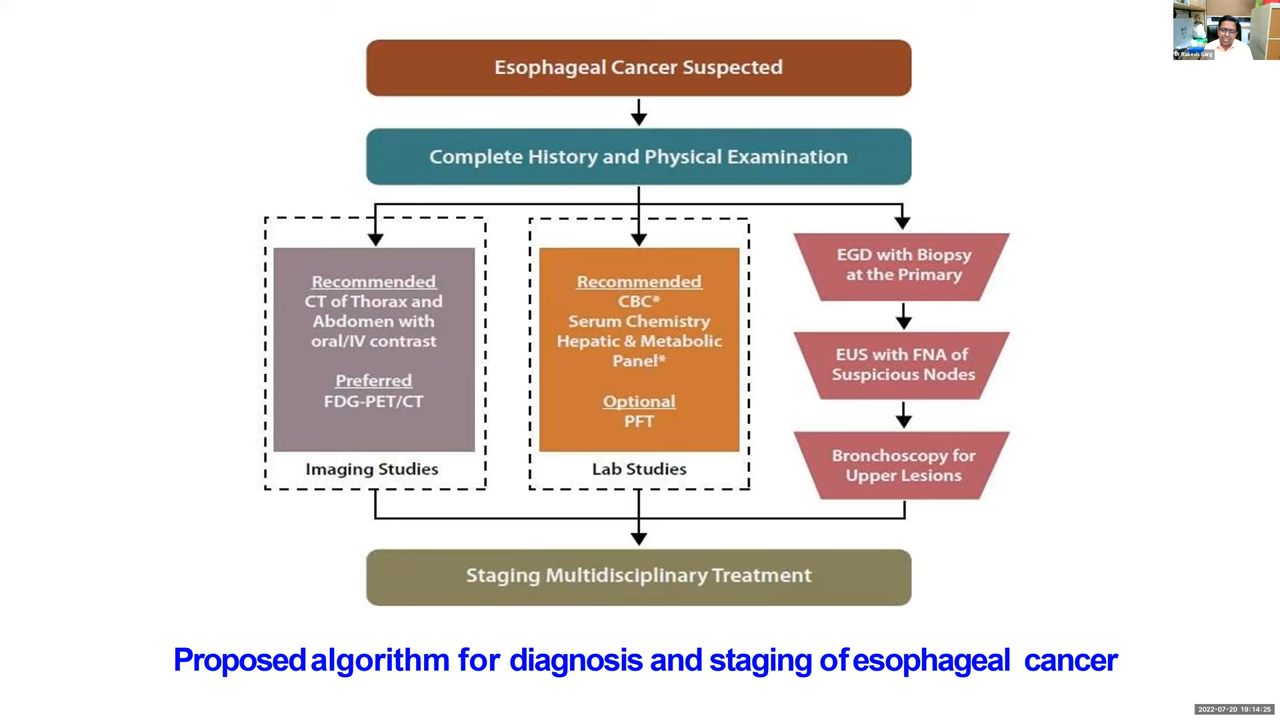 Esophageal Cancer Suspected
Complete History and Physical Examination
Recommended
CT of Thorax and
Abdomen with
oral/IV contrast
Preferred
FDG-PET/CT
Imaging Studies
Recommended
CBC*
Serum Chemistry
Hepatic & Metabolic
Panel*
Optional
PFT
Lab Studies
EGD with Biopsy
at the Primary
EUS with FNA of
Suspicious Nodes
Bronchoscopy for
Upper Lesions
Staging Multidisciplinary Treatment
Proposed algorithm for diagnosis and staging of esophageal cancer
2022-07-20 19:14:25